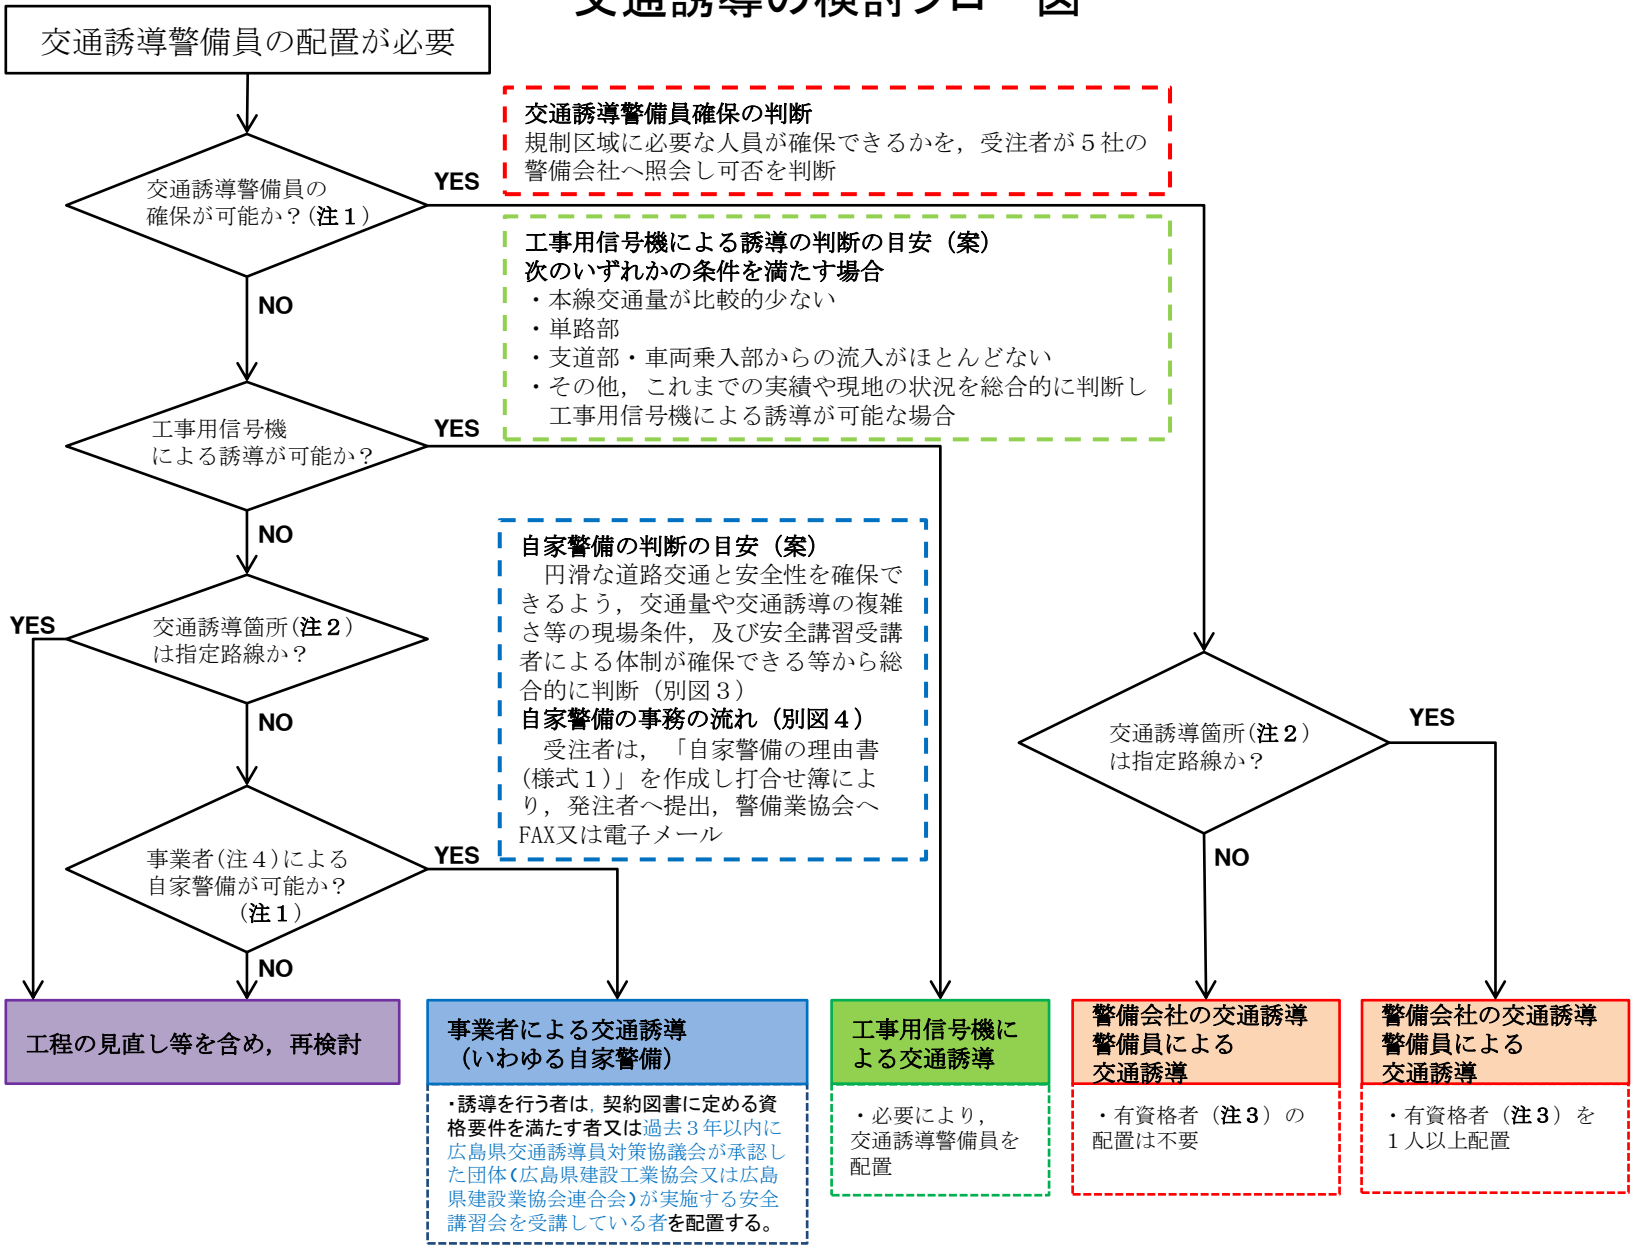 交通誘導の検討フロー図
交通誘導警備員の配置が必要
交通誘導警備員確保の判断
規制区域に必要な人員が確保できるかを，受注者が５社の
警備会社へ照会し可否を判断
交通誘導警備員の
確保が可能か？(注１)
YES
NO
工事用信号機による誘導の判断の目安（案）
次のいずれかの条件を満たす場合
・本線交通量が比較的少ない
・単路部
・支道部・車両乗入部からの流入がほとんどない
・その他，これまでの実績や現地の状況を総合的に判断し
工事用信号機による誘導が可能な場合
工事用信号機
による誘導が可能か？
YES
NO
自家警備の判断の目安（案）
円滑な道路交通と安全性を確保で
きるよう，交通量や交通誘導の複雑
さ等の現場条件，及び安全講習受講
者による体制が確保できる等から総
合的に判断（別図３）
自家警備の事務の流れ（別図４）
受注者は，「自家警備の理由書
(様式１)」を作成し打合せ簿によ
り，発注者へ提出，警備業協会へ
FAX又は電子メール
交通誘導箇所(注２)
は指定路線か？
YES
NO
交通誘導箇所(注２)
は指定路線か？
YES
NO
事業者(注４)による
自家警備が可能か？
(注１)
YES
NO
工程の見直し等を含め，再検討
事業者による交通誘導
(いわゆる自家警備)
・誘導を行う者は，契約図書に定める資
格要件を満たす者又は過去３年以内に
広島県交通誘導員対策協議会が承認し
た団体(広島県建設工業協会又は広島
県建設業協会連合会)が実施する安全
講習会を受講している者を配置する。
工事用信号機に
よる交通誘導
・必要により，
交通誘導警備員を
配置
警備会社の交通誘導
警備員による
交通誘導
・有資格者（注３）の
配置は不要
警備会社の交通誘導
警備員による
交通誘導
・有資格者（注３）を
１人以上配置